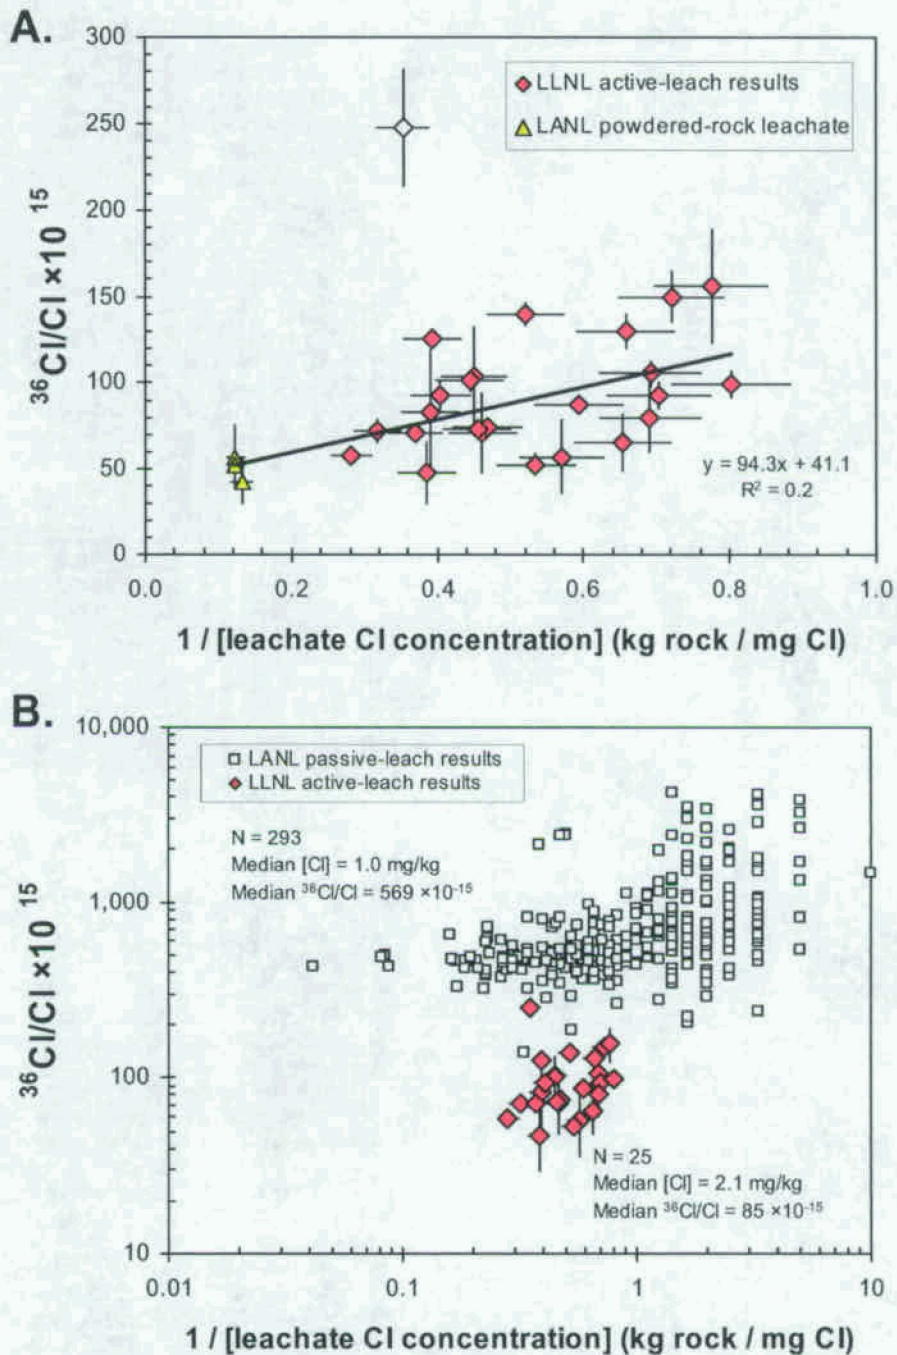 A.
300
250
200
150
100
50
0
³⁶Cl/Cl ×10 ¹⁵
LLNL active-leach results
LANL powdered-rock leachate
y = 94.3x + 41.1
R² = 0.2
0.0 0.2 0.4 0.6 0.8 1.0
1 / [leachate Cl concentration] (kg rock / mg Cl)
B.
10,000
1,000
100
10
³⁶Cl/Cl ×10 ¹⁵
LANL passive-leach results
LLNL active-leach results
N = 293
Median [Cl] = 1.0 mg/kg
Median ³⁶Cl/Cl = 569 ×10⁻¹⁵
N = 25
Median [Cl] = 2.1 mg/kg
Median ³⁶Cl/Cl = 85 ×10⁻¹⁵
0.01 0.1 1 10
1 / [leachate Cl concentration] (kg rock / mg Cl)